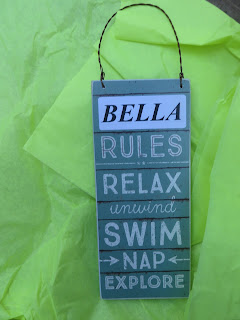 BELLA
RULES
RELAX
unwind
SWIM
NAP
EXPLORE